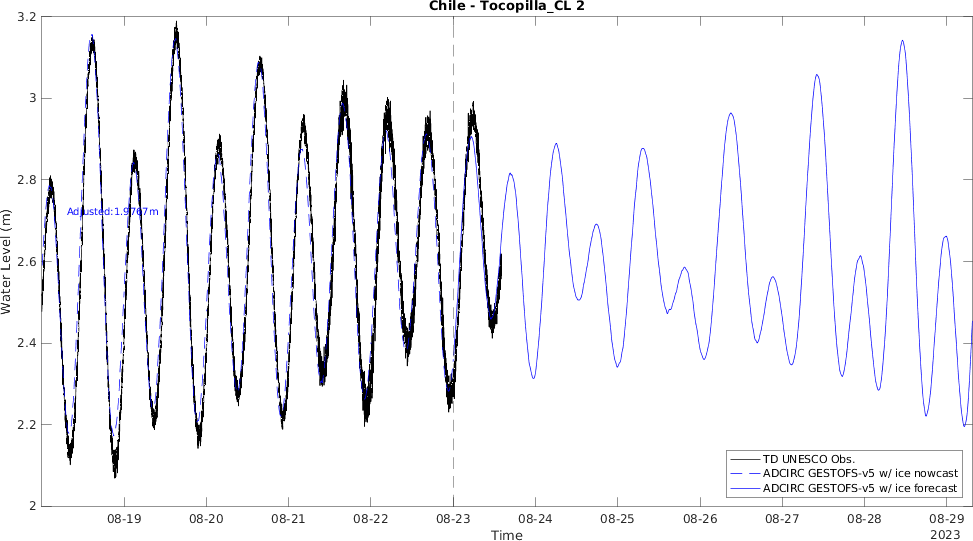 Chile - Tocopilla_CL 2
3.2
3
2.8
2.6
2.4
2.2
2
Water Level (m)
Adjusted:1.9767m
TD UNESCO Obs.
ADCIRC GESTOFS-v5 w/ ice nowcast
ADCIRC GESTOFS-v5 w/ ice forecast
08-19 08-20 08-21 08-22 08-23 08-24 08-25 08-26 08-27 08-28 08-29
Time
2023